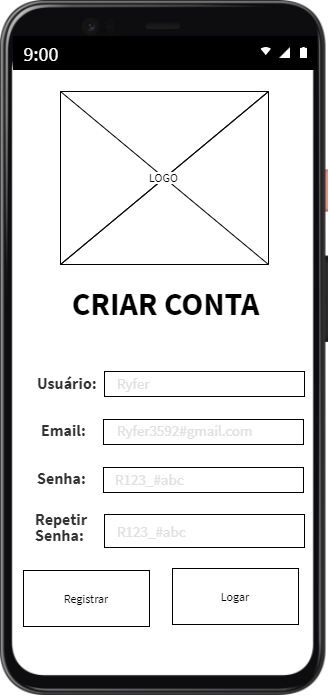 9:00
LOGO
CRIAR CONTA
Usuário: Ryfer
Email: Ryfer3592#gmail.com
Senha: R123_#abc
Repetir
Senha: R123_#abc
Registrar Logar